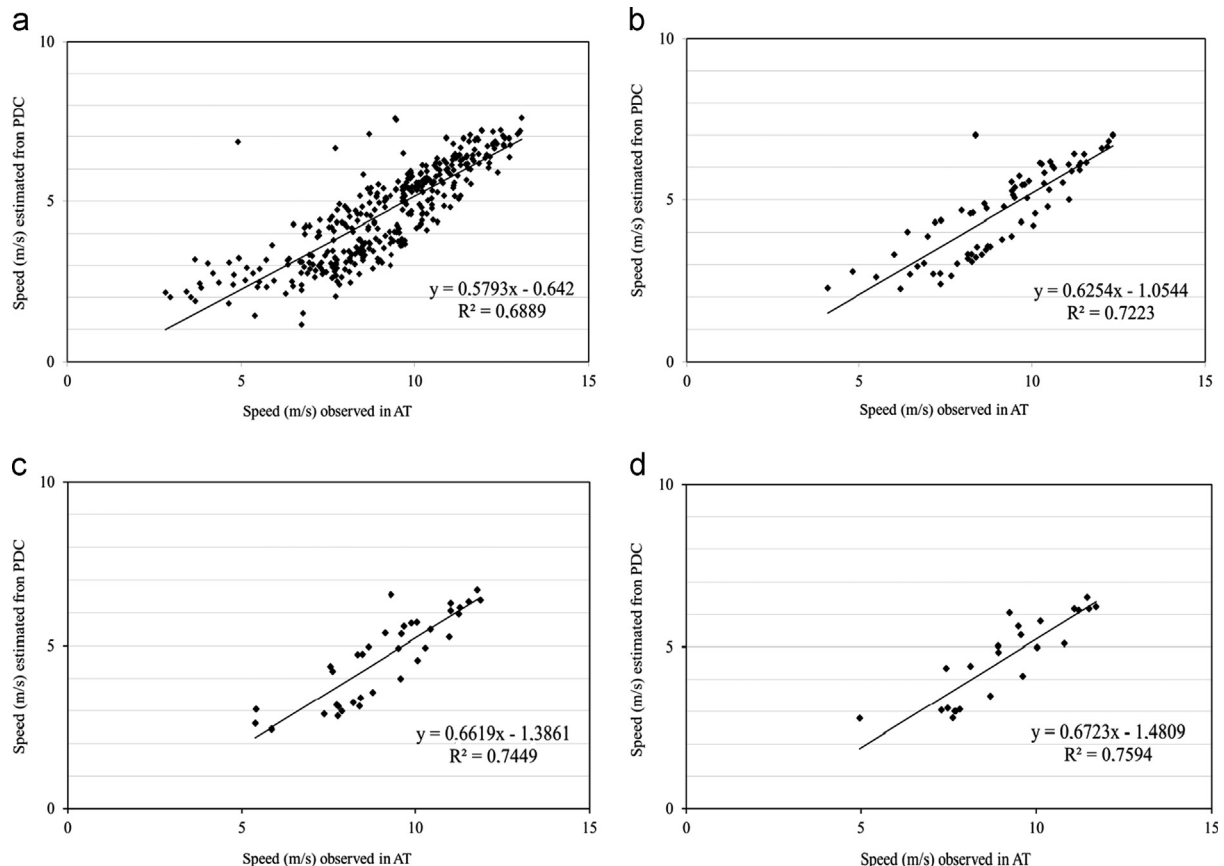 a
10
5
0
0 5 10 15
Speed (m/s) estimated fron PDC
Speed (m/s) observed in AT
y = 0.5793x - 0.642
R² = 0.6889
b
10
5
0
0 5 10 15
Speed (m/s) estimated fron PDC
Speed (m/s) observed in AT
y = 0.6254x - 1.0544
R² = 0.7223
c
10
5
0
0 5 10 15
Speed (m/s) estimated fron PDC
Speed (m/s) observed in AT
y = 0.6619x - 1.3861
R² = 0.7449
d
10
5
0
0 5 10 15
Speed (m/s) estimated fron PDC
Speed (m/s) observed in AT
y = 0.6723x - 1.4809
R² = 0.7594